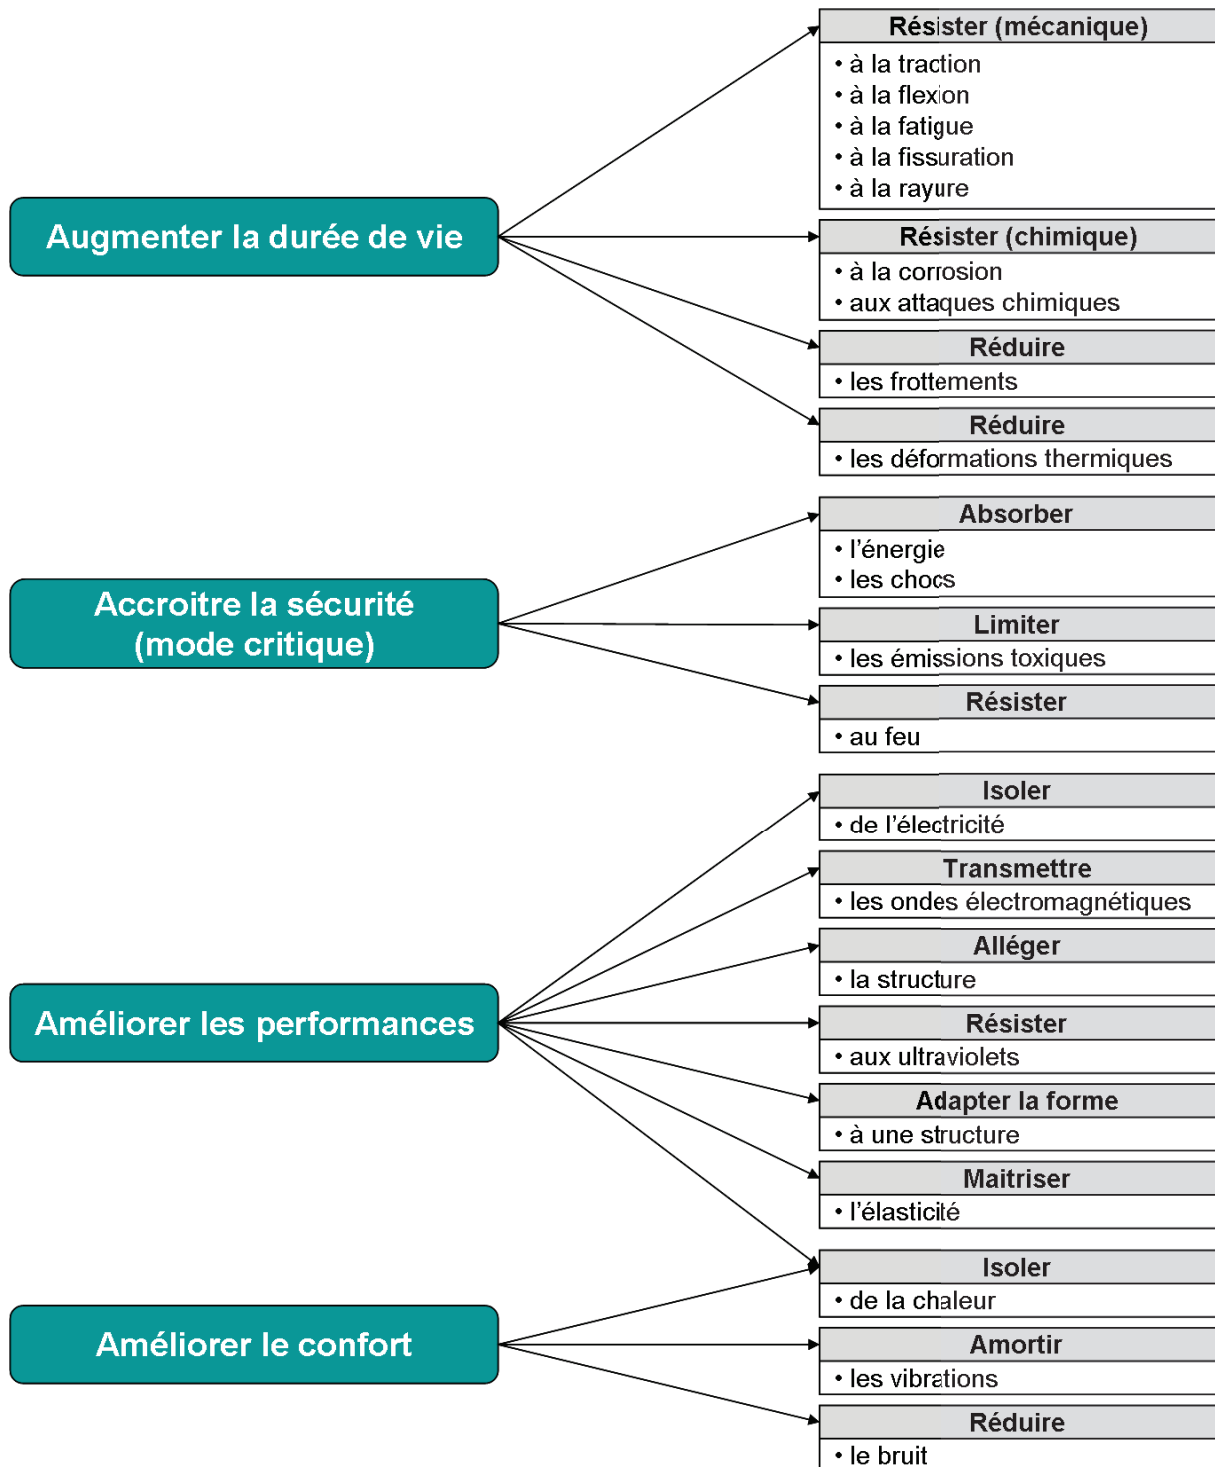 Résister (mécanique)
• à la traction
• à la flexion
• à la fatigue
• à la fissuration
• à la rayure
Augmenter la durée de vie
Résister (chimique)
• à la corrosion
• aux attaques chimiques
Réduire
• les frottements
Réduire
• les déformations thermiques
Accroitre la sécurité
(mode critique)
Absorber
• l'énergie
• les chocs
Limiter
• les émissions toxiques
Résister
• au feu
Améliorer les performances
Isoler
• de l'électricité
Transmettre
• les ondes électromagnétiques
Alléger
• la structure
Résister
• aux ultraviolets
Adapter la forme
• à une structure
Maitriser
• l'élasticité
Améliorer le confort
Isoler
• de la chaleur
Amortir
• les vibrations
Réduire
• le bruit